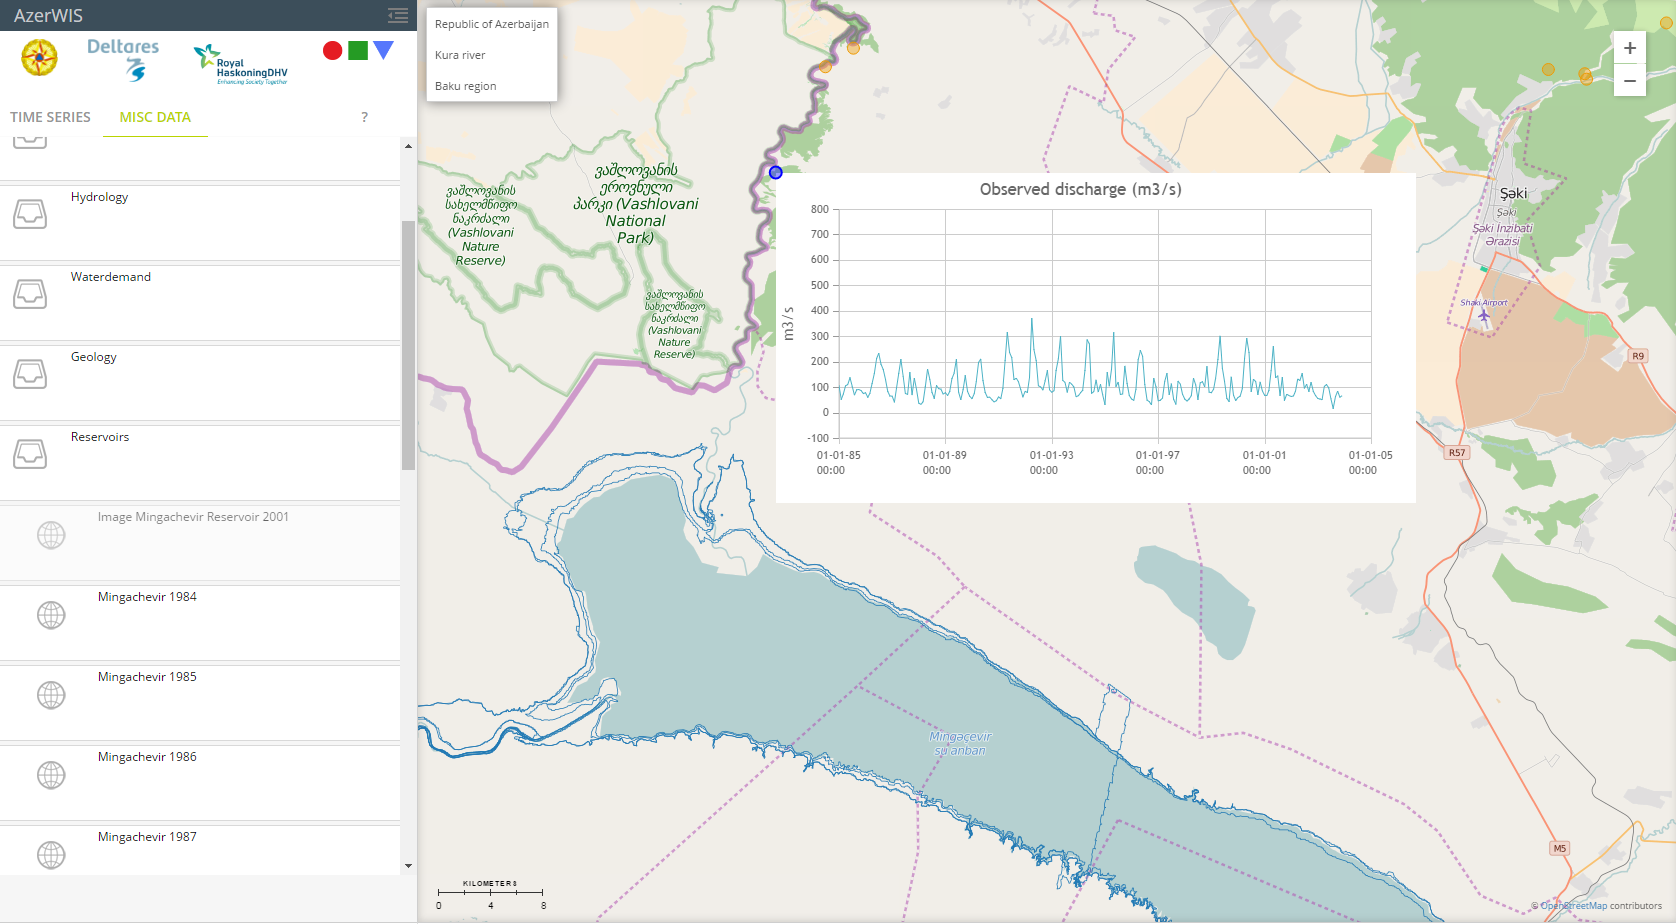 AzerWIS
Deltares
Royal
HaskoningDHV
Enhancing Society Together
TIME SERIES
MISC DATA
?
Hydrology
Waterdemand
Geology
Reservoirs
Image Mingachevir Reservoir 2001
Mingachevir 1984
Mingachevir 1985
Mingachevir 1986
Mingachevir 1987
Republic of Azerbaijan
Kura river
Baku region
+
−
ვაშლოვანის
სახელმწიფო
ნაკრძალი
(Vashlovani
Nature
Reserve)
ვაშლოვანის
ეროვნული
პარკი (Vashlovani
National
Park)
ვაშლოვანის
სახელმწიფო
ნაკრძალი
(Vashlovani
Nature
Reserve)
Observed discharge (m3/s)
m3/s
800
700
600
500
400
300
200
100
0
-100
01-01-85
00:00
01-01-89
00:00
01-01-93
00:00
01-01-97
00:00
01-01-01
00:00
01-01-05
00:00
Şəki
Şəki
Şəki İnzibati
Ərazisi
Shaki Airport
R9
R57
Mingəçevir
su anbarı
M5
KILOMETERS
0 4 8
© OpenStreetMap contributors